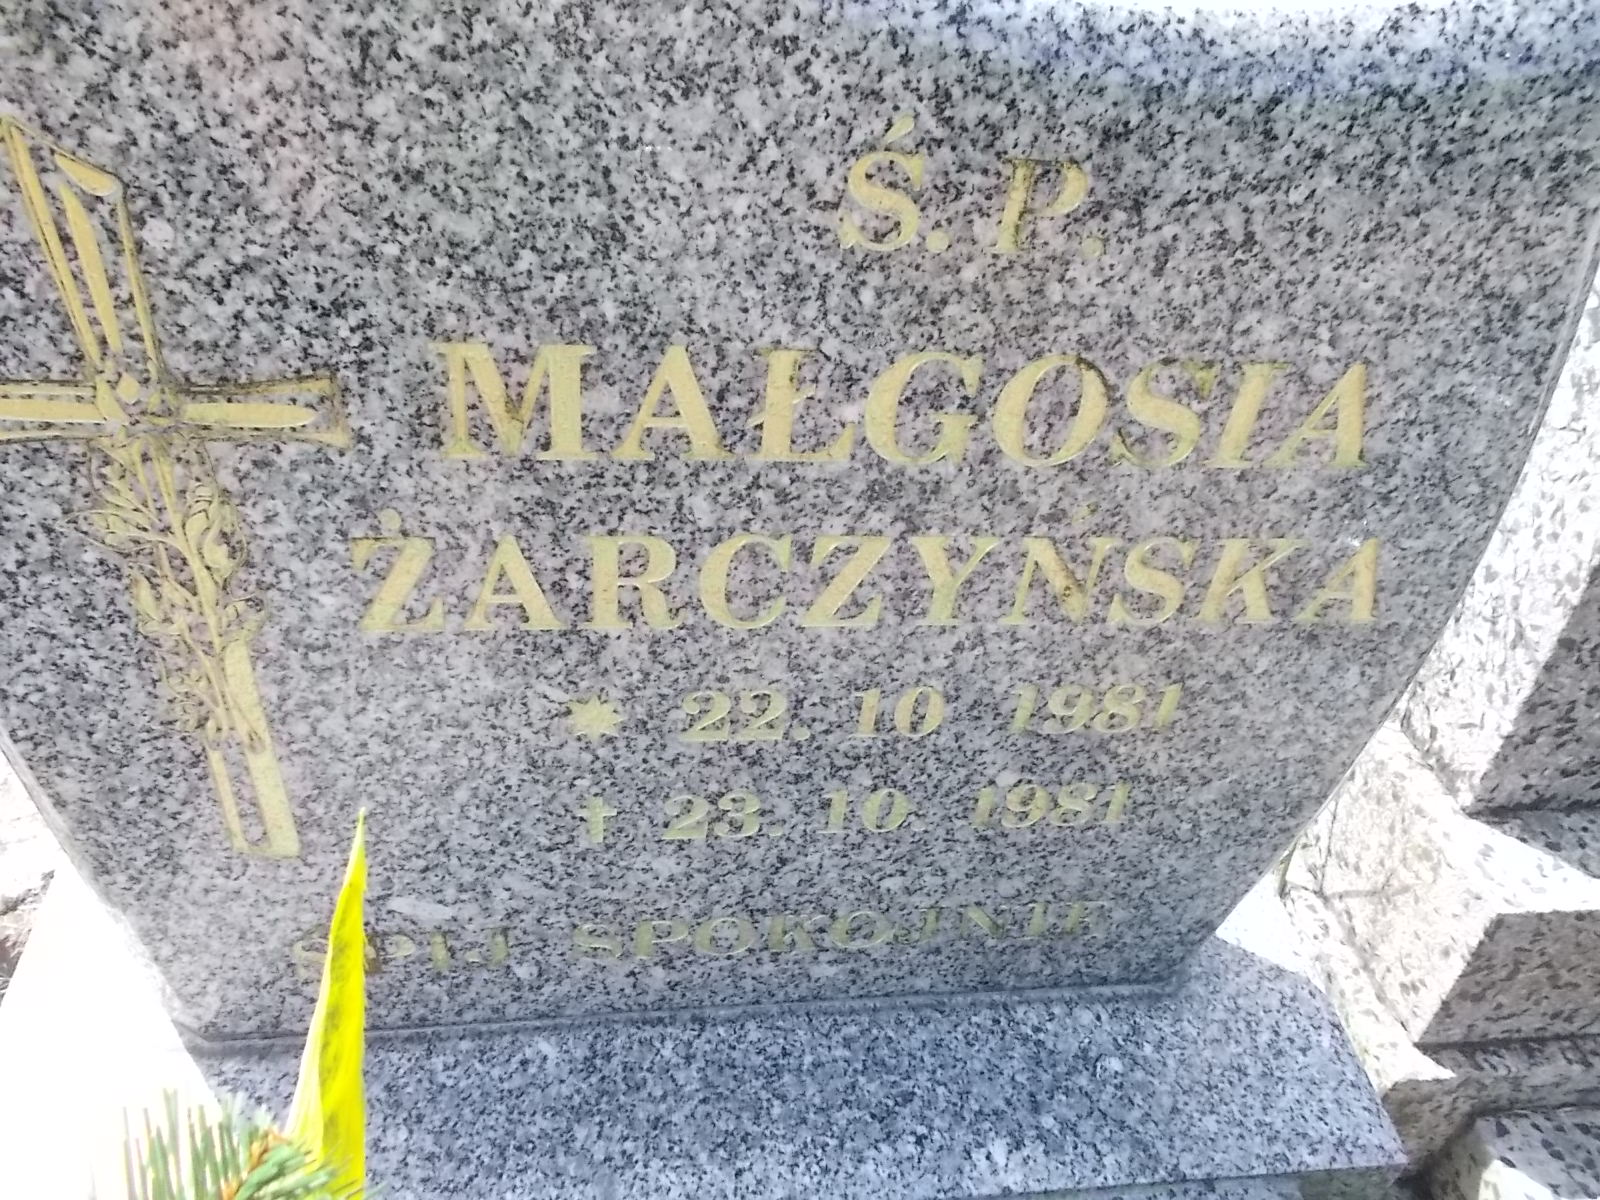 Ś. P.
MAŁGOSIA
ŻARCZYŃSKA
* 22. 10 1981
† 23. 10. 1981
ŚPIJ SPOKOJNIE